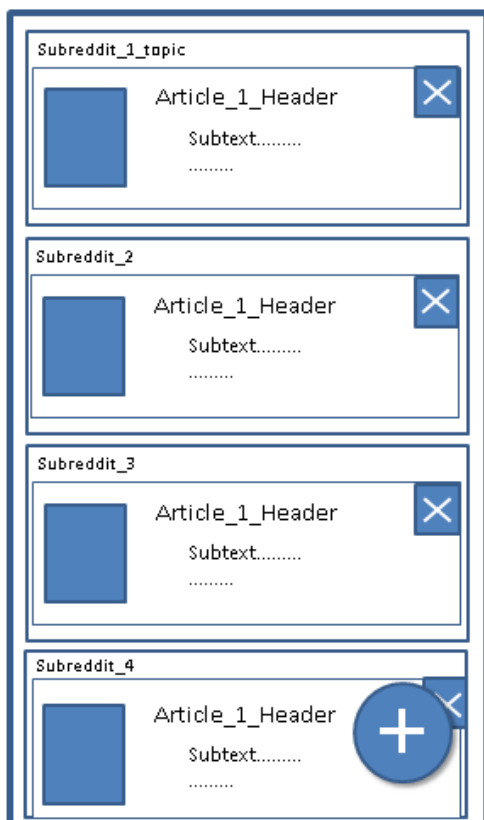 Subreddit_1_topic
Article_1_Header
Subtext.........
.........
Subreddit_2
Article_1_Header
Subtext.........
.........
Subreddit_3
Article_1_Header
Subtext.........
.........
Subreddit_4
Article_1_Header
Subtext.........
.........